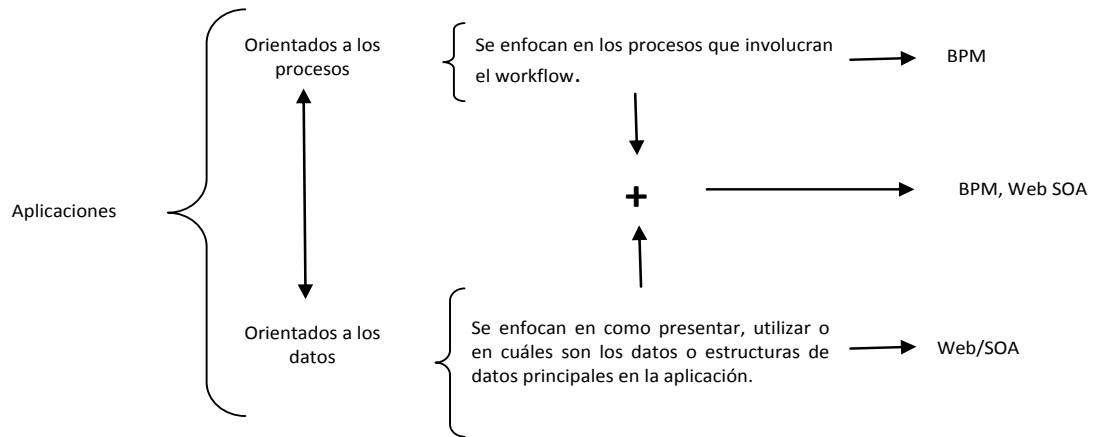 Orientados a los
procesos
Se enfocan en los procesos que involucran
el workflow.
BPM
Aplicaciones
+
BPM, Web SOA
Orientados a los
datos
Se enfocan en como presentar, utilizar o
en cuáles son los datos o estructuras de
datos principales en la aplicación.
Web/SOA